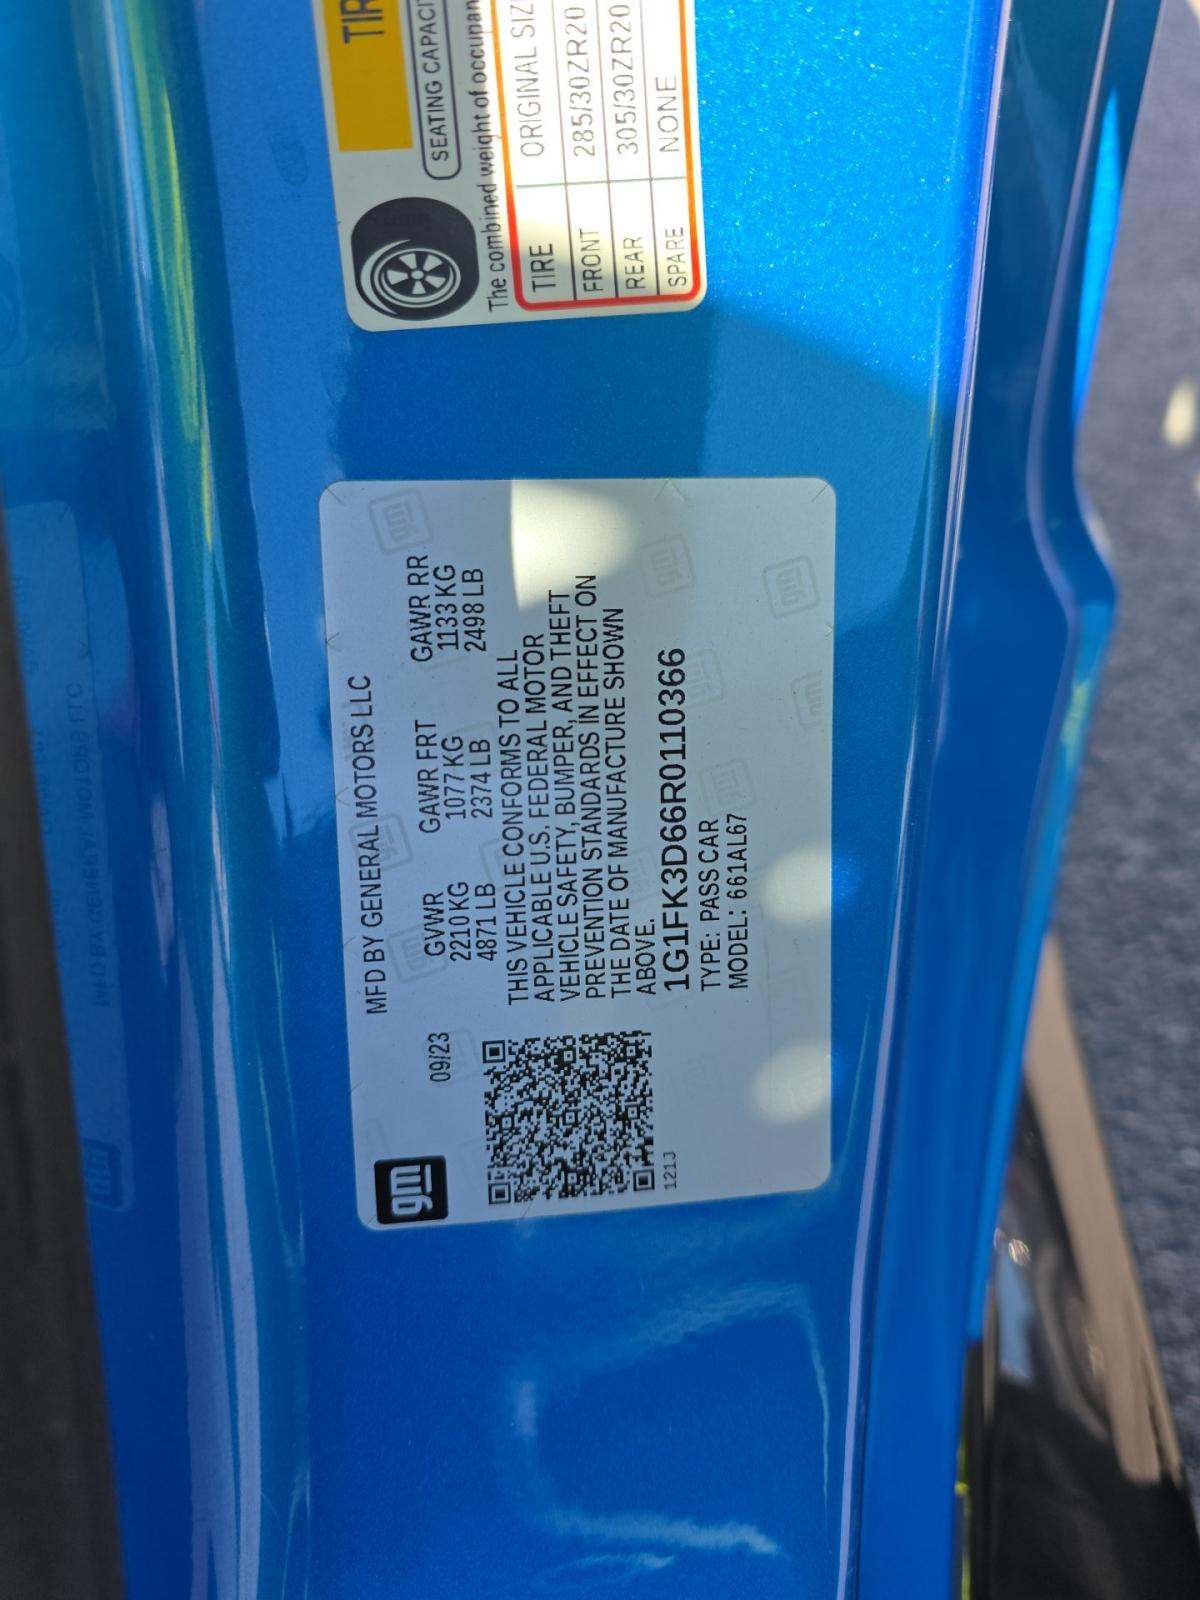 MFD BY GENERAL MOTORS LLC
gm
09/23
GVWR GAWR FRT GAWR RR
2210 KG 1077 KG 1133 KG
4871 LB 2374 LB 2498 LB
THIS VEHICLE CONFORMS TO ALL
APPLICABLE U.S. FEDERAL MOTOR
VEHICLE SAFETY, BUMPER, AND THEFT
PREVENTION STANDARDS IN EFFECT ON
THE DATE OF MANUFACTURE SHOWN
ABOVE.
1G1FK3D66R0110366
121J
TYPE: PASS CAR
MODEL: 661AL67
TIR
SEATING CAPACI
The combined weight of occupan
TIRE ORIGINAL SIZ
FRONT 285/30ZR20
REAR 305/30ZR20
SPARE NONE